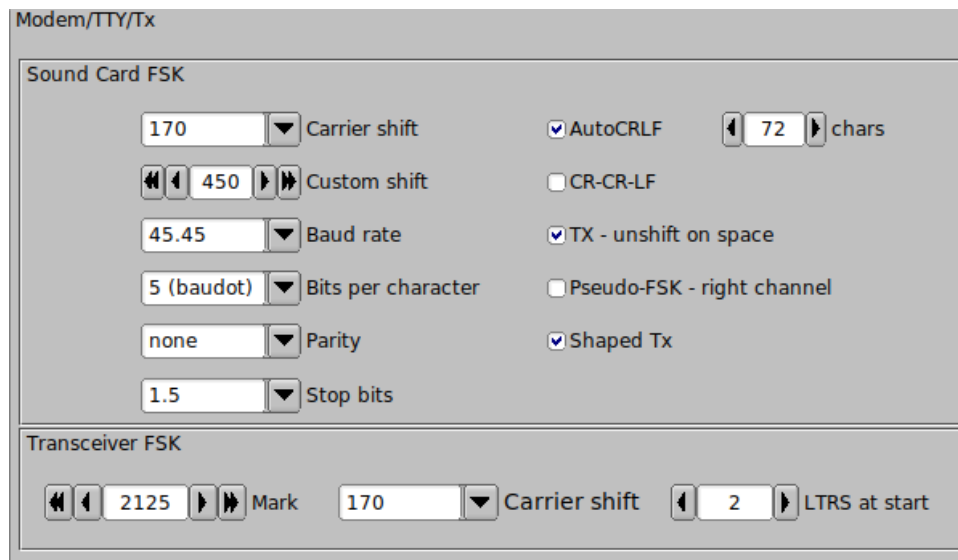 Modem/TTY/Tx
Sound Card FSK
170 Carrier shift AutoCRLF 72 chars
450 Custom shift CR-CR-LF
45.45 Baud rate TX - unshift on space
5 (baudot) Bits per character Pseudo-FSK - right channel
none Parity Shaped Tx
1.5 Stop bits
Transceiver FSK
2125 Mark 170 Carrier shift 2 LTRS at start